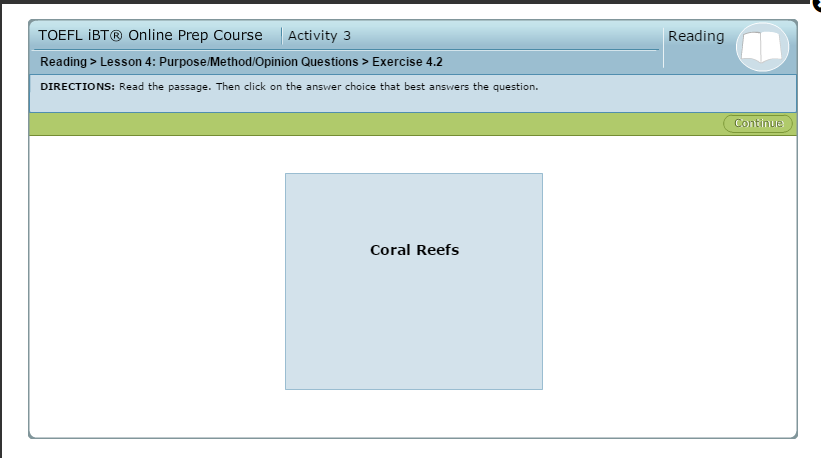 TOEFL iBT® Online Prep Course Activity 3 Reading
Reading > Lesson 4: Purpose/Method/Opinion Questions > Exercise 4.2
DIRECTIONS: Read the passage. Then click on the answer choice that best answers the question.
Continue
Coral Reefs